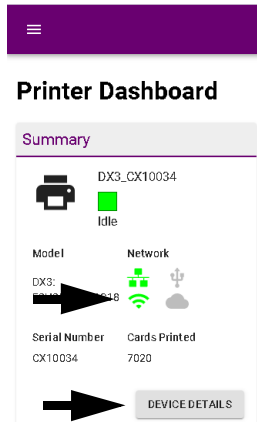 Printer Dashboard
Summary
DX3_CX10034
Idle
Model Network
DX3:
Serial Number Cards Printed
CX10034 7020
DEVICE DETAILS